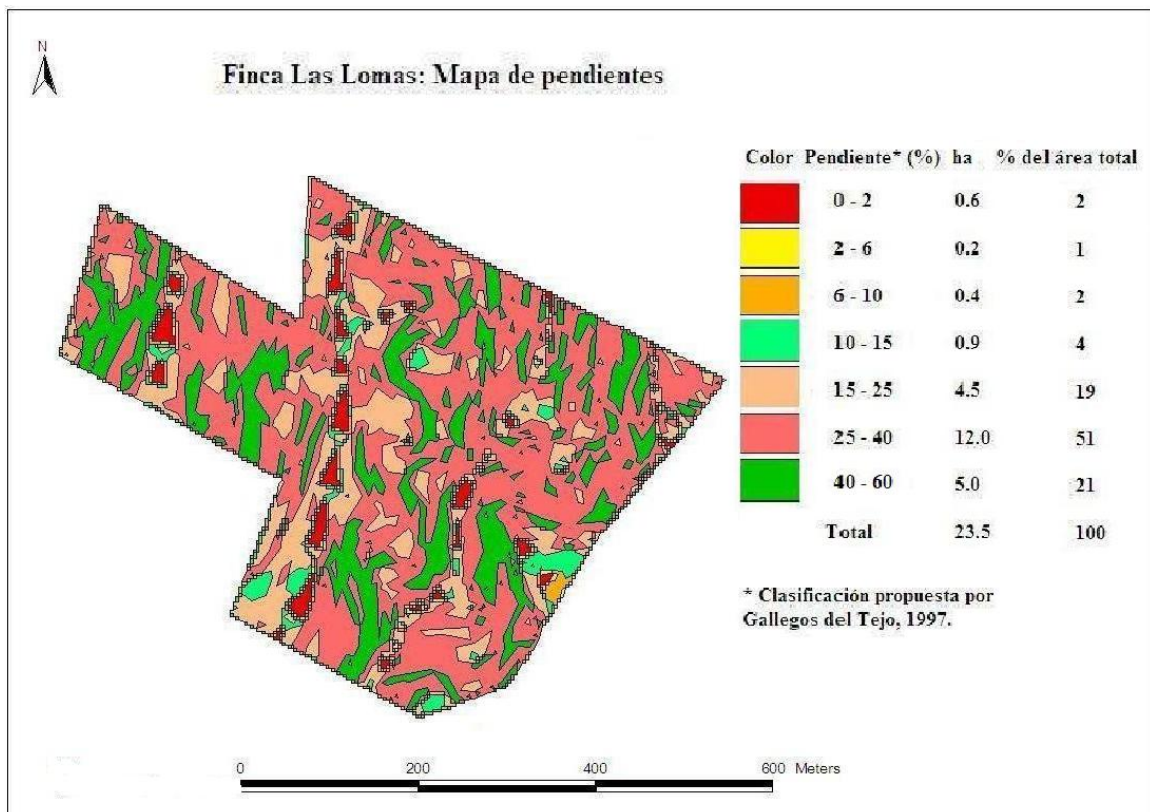 N
Finca Las Lomas: Mapa de pendientes
Color Pendiente* (%) ha % del área total
0 - 2 0.6 2
2 - 6 0.2 1
6 - 10 0.4 2
10 - 15 0.9 4
15 - 25 4.5 19
25 - 40 12.0 51
40 - 60 5.0 21
Total 23.5 100
* Clasificación propuesta por
Gallegos del Tejo, 1997.
0 200 400 600 Meters